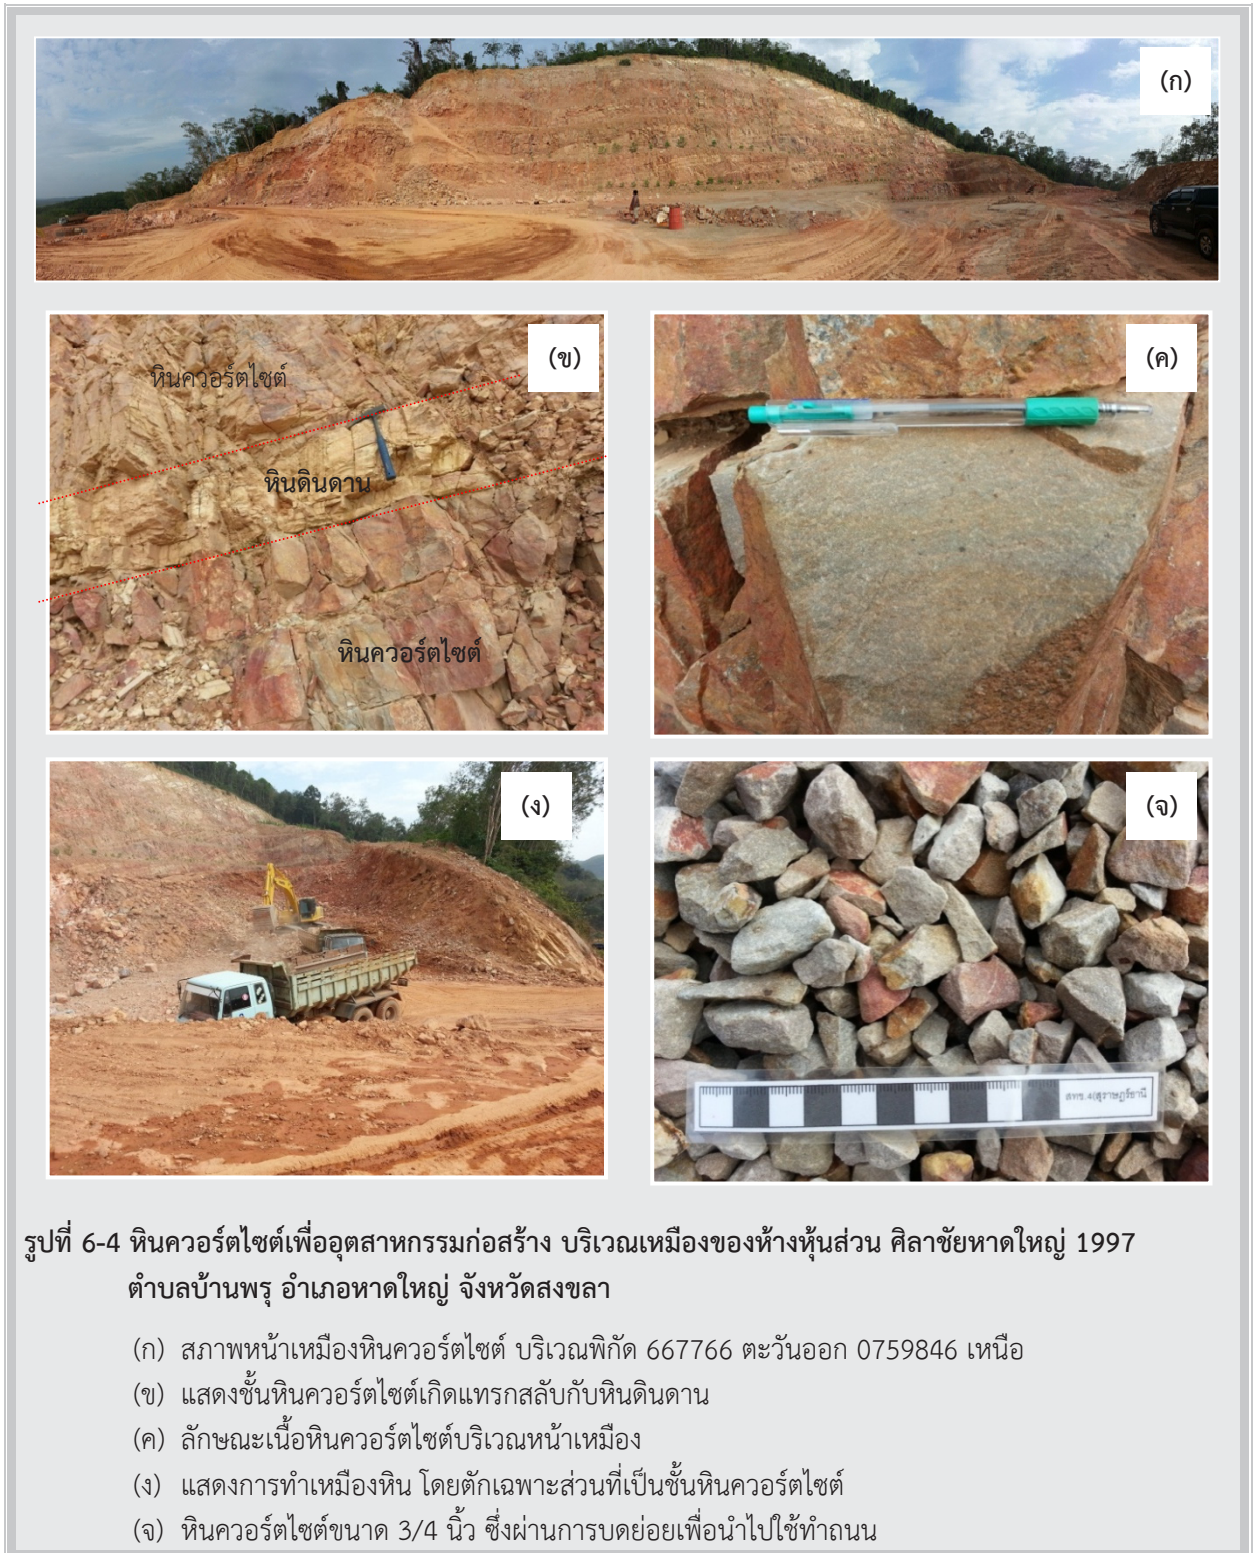 (ก)
(ข)
หินควอร์ตไซต์
หินดินดาน
หินควอร์ตไซต์
(ค)
(ง)
(จ)
สทข.4(สุราษฎร์ธานี
รูปที่ 6-4 หินควอร์ตไซต์เพื่ออุตสาหกรรมก่อสร้าง บริเวณเหมืองของห้างหุ้นส่วน ศิลาชัยหาดใหญ่ 1997
ตำบลบ้านพรุ อำเภอหาดใหญ่ จังหวัดสงขลา
(ก) สภาพหน้าเหมืองหินควอร์ตไซต์ บริเวณพิกัด 667766 ตะวันออก 0759846 เหนือ
(ข) แสดงชั้นหินควอร์ตไซต์เกิดแทรกสลับกับหินดินดาน
(ค) ลักษณะเนื้อหินควอร์ตไซต์บริเวณหน้าเหมือง
(ง) แสดงการทำเหมืองหิน โดยตักเฉพาะส่วนที่เป็นชั้นหินควอร์ตไซต์
(จ) หินควอร์ตไซต์ขนาด 3/4 นิ้ว ซึ่งผ่านการบดย่อยเพื่อนำไปใช้ทำถนน